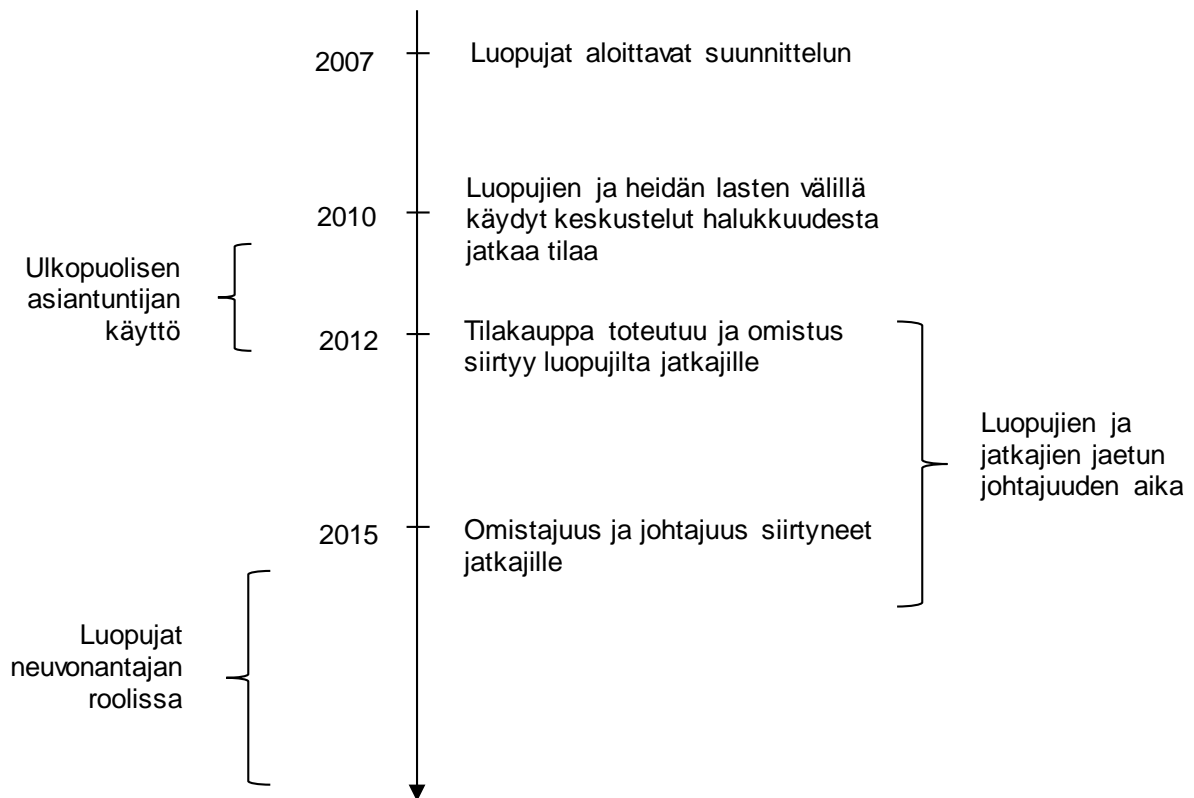 2007
Luopujat aloittavat suunnittelun
2010
Luopujien ja heidän lasten välillä
käydyt keskustelut halukkuudesta
jatkaa tilaa
Ulkopuolisen
asiantuntijan
käyttö
2012
Tilakauppa toteutuu ja omistus
siirtyy luopujilta jatkajille
Luopujien ja
jatkajien jaetun
johtajuuden aika
2015
Omistajuus ja johtajuus siirtyneet
jatkajille
Luopujat
neuvonantajan
roolissa